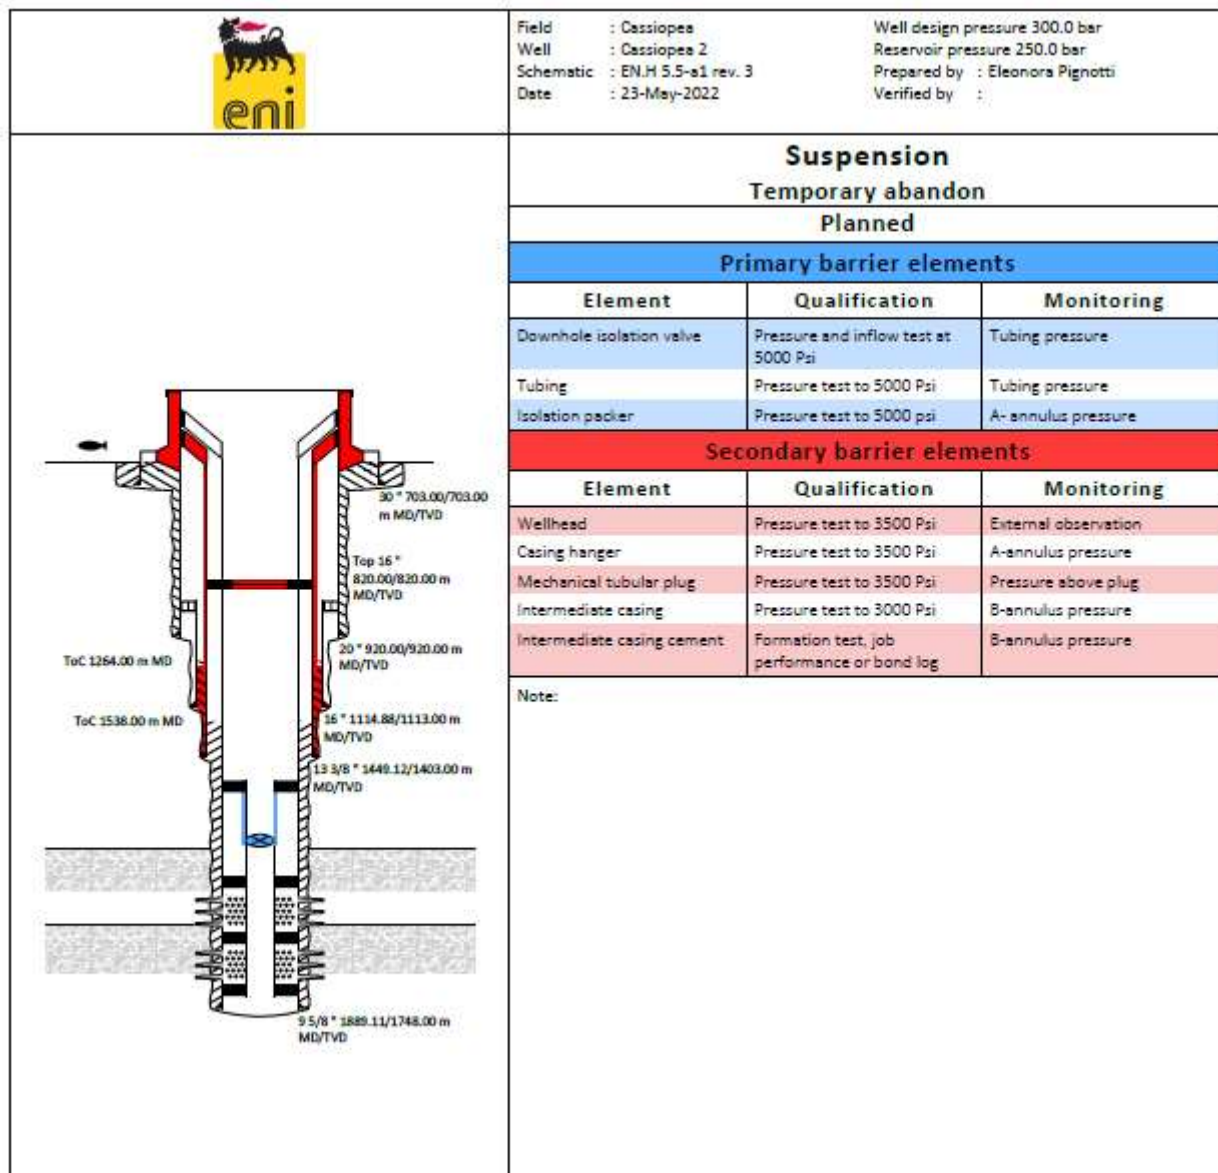 eni
Field : Cassiopea
Well : Cassiopea 2
Schematic : EN.H 5.5-a1 rev. 3
Date : 23-May-2022
Well design pressure 300.0 bar
Reservoir pressure 250.0 bar
Prepared by : Eleonora Pignotti
Verified by :
Suspension
Temporary abandon
Planned
Primary barrier elements
Element Qualification Monitoring
Downhole isolation valve Pressure and inflow test at Tubing pressure
5000 Psi
Tubing Pressure test to 5000 Psi Tubing pressure
Isolation packer Pressure test to 5000 psi A- annulus pressure
Secondary barrier elements
Element Qualification Monitoring
Wellhead Pressure test to 3500 Psi External observation
Casing hanger Pressure test to 3500 Psi A-annulus pressure
Mechanical tubular plug Pressure test to 3500 Psi Pressure above plug
Intermediate casing Pressure test to 3000 Psi B-annulus pressure
Intermediate casing cement Formation test, job B-annulus pressure
performance or bond log
Note:
30 " 703.00/703.00
m MD/TVD
Top 16 "
820.00/820.00 m
MD/TVD
20 " 920.00/920.00 m
MD/TVD
ToC 1264.00 m MD
ToC 1538.00 m MD
16 " 1114.88/1113.00 m
MD/TVD
13 3/8 " 1449.12/1403.00 m
MD/TVD
9 5/8 " 1889.11/1748.00 m
MD/TVD